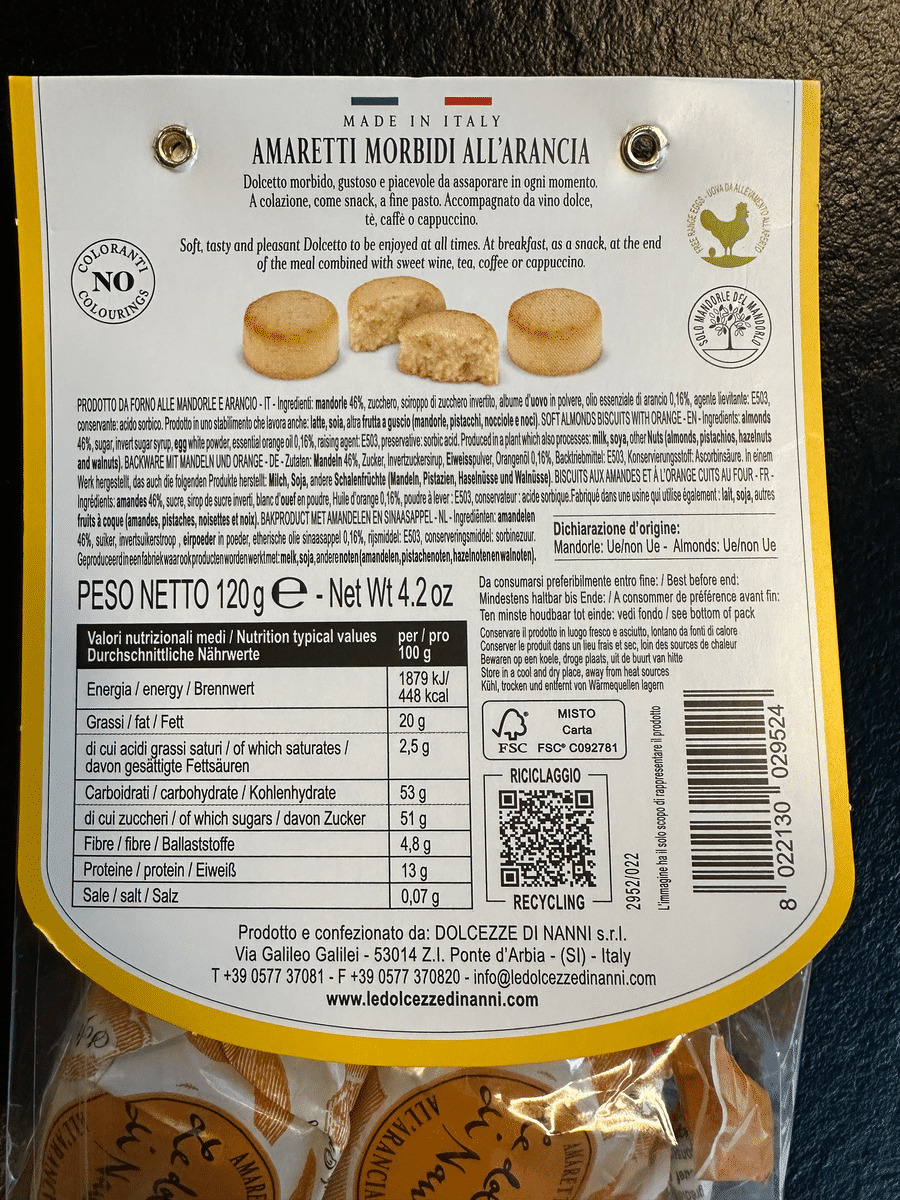 MADE IN ITALY
AMARETTI MORBIDI ALL'ARANCIA
Dolcetto morbido, gustoso e piacevole da assaporare in ogni momento.
A colazione, come snack, a fine pasto. Accompagnato da vino dolce,
tè, caffè o cappuccino.
Soft, tasty and pleasant Dolcetto to be enjoyed at all times. At breakfast, as a snack, at the end
of the meal combined with sweet wine, tea, coffee or cappuccino.
COLORANTI
NO
COLOURINGS
FREE RANGE EGGS - UOVA DA ALLEVAMENTO ALL'APERTO
SOLO MANDORLE DEL MANDORLO
PRODOTTO DA FORNO ALLE MANDORLE E ARANCIO - IT - Ingredienti: mandorle 46%, zucchero, sciroppo di zucchero invertito, albume d'uovo in polvere, olio essenziale di arancio 0,16%, agente lievitante: E503,
conservante: acido sorbico. Prodotto in uno stabilimento che lavora anche: latte, soia, altra frutta a guscio (mandorle, pistacchi, nocciole e noci). SOFT ALMONDS BISCUITS WITH ORANGE - EN - Ingredients: almonds
46%, sugar, invert sugar syrup, egg white powder, essential orange oil 0,16%, raising agent: E503, preservative: sorbic acid. Produced in a plant which also processes: milk, soya, other Nuts (almonds, pistachios, hazelnuts
and walnuts). BACKWARE MIT MANDELN UND ORANGE - DE - Zutaten: Mandeln 46%, Zucker, Invertzuckersirup, Eiweisspulver, Orangenöl 0,16%, Backtriebmittel: E503, Konservierungsstoff: Ascorbinsäure. In einem
Werk hergestellt, das auch die folgenden Produkte herstellt: Milch, Soja, andere Schalenfrüchte (Mandeln, Pistazien, Haselnüsse und Walnüsse). BISCUITS AUX AMANDES ET À L'ORANGE CUITS AU FOUR - FR -
Ingrédients: amandes 46%, sucre, sirop de sucre inverti, blanc d'ouef en poudre, Huile d'orange 0,16%, poudre à lever : E503, conservateur : acide sorbique.Fabriqué dans une usine qui utilise également : lait, soja, autres
fruits à coque (amandes, pistaches, noisettes et noix). BAKPRODUCT MET AMANDELEN EN SINAASAPPEL - NL - Ingrediënten: amandelen
46%, suiker, invertsuikerstroop , eirpoeder in poeder, etherische olie sinaasappel 0,16%, rijsmiddel: E503, conserveringsmiddel: sorbinezuur.
Geproduceerd in een fabriek waar ook producten worden werkt met: melk, soja, andere noten (amandelen, pistachenoten, hazelnoten en walnoten).
Dichiarazione d'origine:
Mandorle: Ue/non Ue - Almonds: Ue/non Ue
PESO NETTO 120 g e - Net Wt 4.2 oz
Da consumarsi preferibilmente entro fine: / Best before end:
Mindestens haltbar bis Ende: / A consommer de préférence avant fin:
Ten minste houdbaar tot einde: vedi fondo / see bottom of pack
Conservare il prodotto in luogo fresco e asciutto, lontano da fonti di calore
Conserver le produit dans un lieu frais et sec, loin des sources de chaleur
Bewaren op een koele, droge plaats, uit de buurt van hitte
Store in a cool and dry place, away from heat sources
Kühl, trocken und entfernt von Wärmequellen lagern
Valori nutrizionali medi / Nutrition typical values per / pro
Durchschnittliche Nährwerte 100 g
Energia / energy / Brennwert 1879 kJ/
448 kcal
Grassi / fat / Fett 20 g
di cui acidi grassi saturi / of which saturates / 2,5 g
davon gesättigte Fettsäuren
Carboidrati / carbohydrate / Kohlenhydrate 53 g
di cui zuccheri / of which sugars / davon Zucker 51 g
Fibre / fibre / Ballaststoffe 4,8 g
Proteine / protein / Eiweiß 13 g
Sale / salt / Salz 0,07 g
MISTO
Carta
FSC FSC® C092781
RICICLAGGIO
RECYCLING
2952/022
L'immagine ha il solo scopo di rappresentare il prodotto
8 022130 029524
Prodotto e confezionato da: DOLCEZZE DI NANNI s.r.l.
Via Galileo Galilei - 53014 Z.I. Ponte d'Arbia - (SI) - Italy
T +39 0577 37081 - F +39 0577 370820 - info@ledolcezzedinanni.com
www.ledolcezzedinanni.com